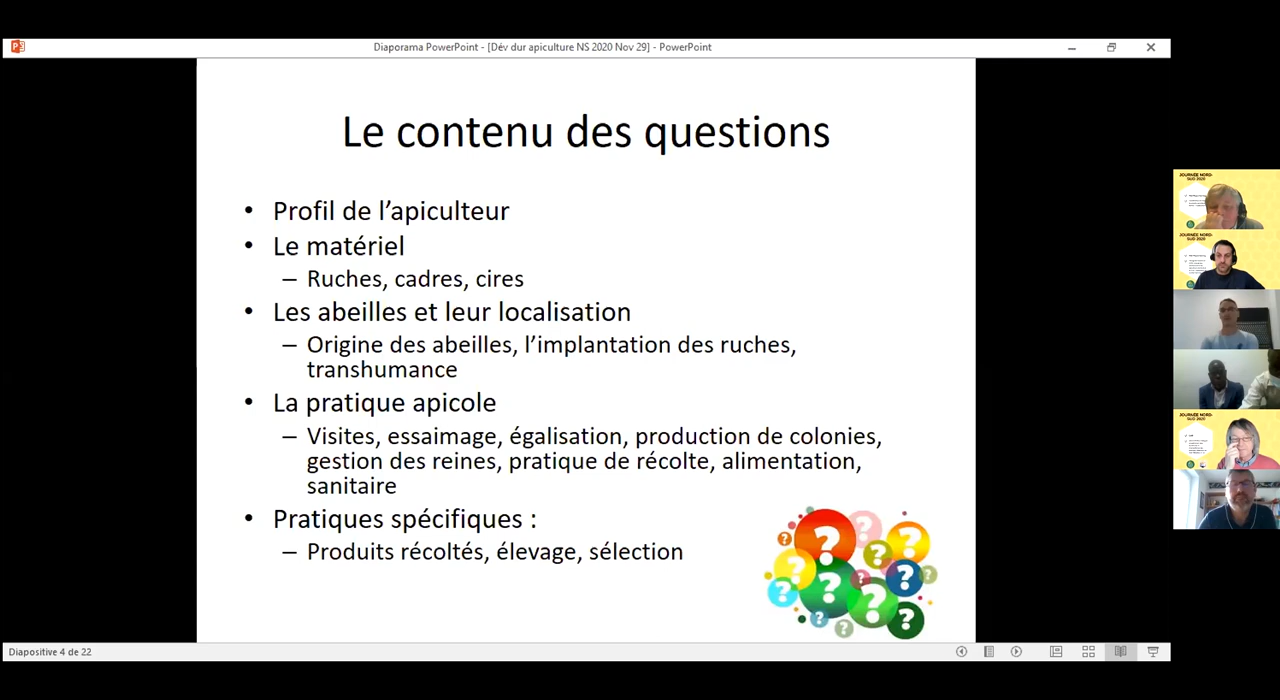 Diaporama PowerPoint - [Dév dur apiculture NS 2020 Nov 29] - PowerPoint
Le contenu des questions
• Profil de l’apiculteur
• Le matériel
– Ruches, cadres, cires
• Les abeilles et leur localisation
– Origine des abeilles, l’implantation des ruches,
transhumance
• La pratique apicole
– Visites, essaimage, égalisation, production de colonies,
gestion des reines, pratique de récolte, alimentation,
sanitaire
• Pratiques spécifiques :
– Produits récoltés, élevage, sélection
Diapositive 4 de 22
JOURNÉE NORD-
SUD 2020
JOURNÉE NORD-
SUD 2020
JOURNÉE NORD-
SUD 2020